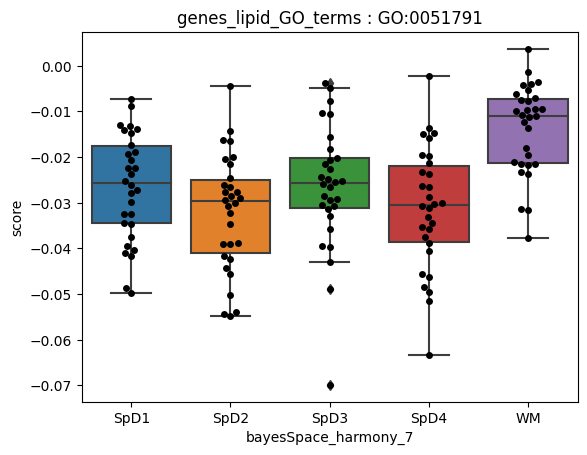 genes_lipid_GO_terms : GO:0051791
0.00
−0.01
−0.02
−0.03
−0.04
−0.05
−0.06
−0.07
score
SpD1 SpD2 SpD3 SpD4 WM
bayesSpace_harmony_7